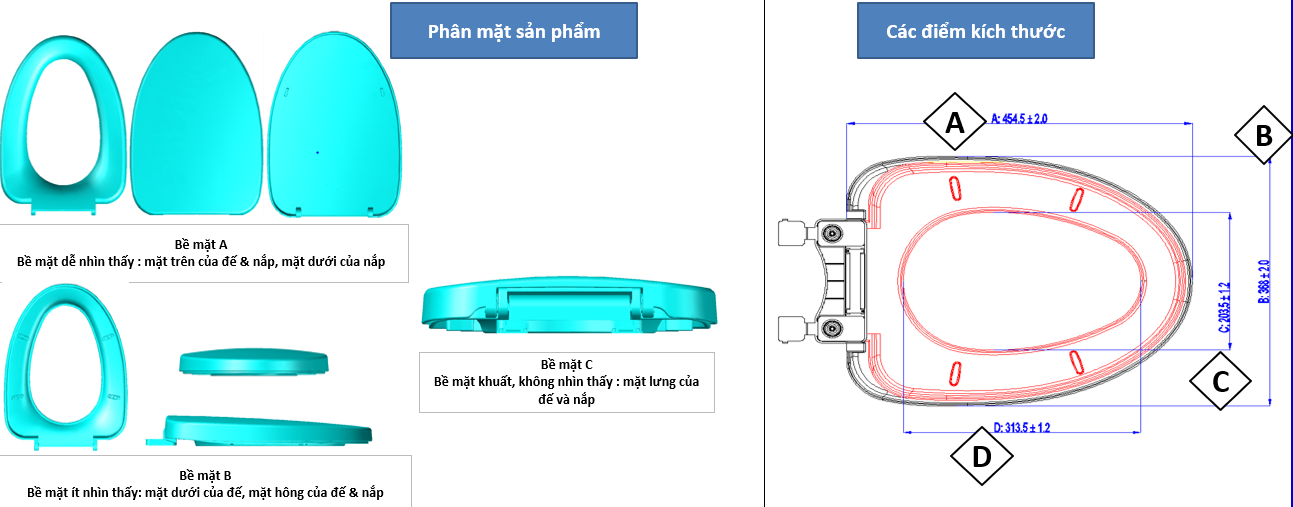 Phân mặt sản phẩm
Bề mặt A
Bề mặt dễ nhìn thấy : mặt trên của đế & nắp, mặt dưới của nắp
Bề mặt C
Bề mặt khuất, không nhìn thấy : mặt lưng của
đế và nắp
Bề mặt B
Bề mặt ít nhìn thấy: mặt dưới của đế, mặt hông của đế & nắp
Các điểm kích thước
A
A: 454.5 ± 2.0
B
B: 368 ± 2.0
C: 203.5 ± 1.2
C
D: 313.5 ± 1.2
D